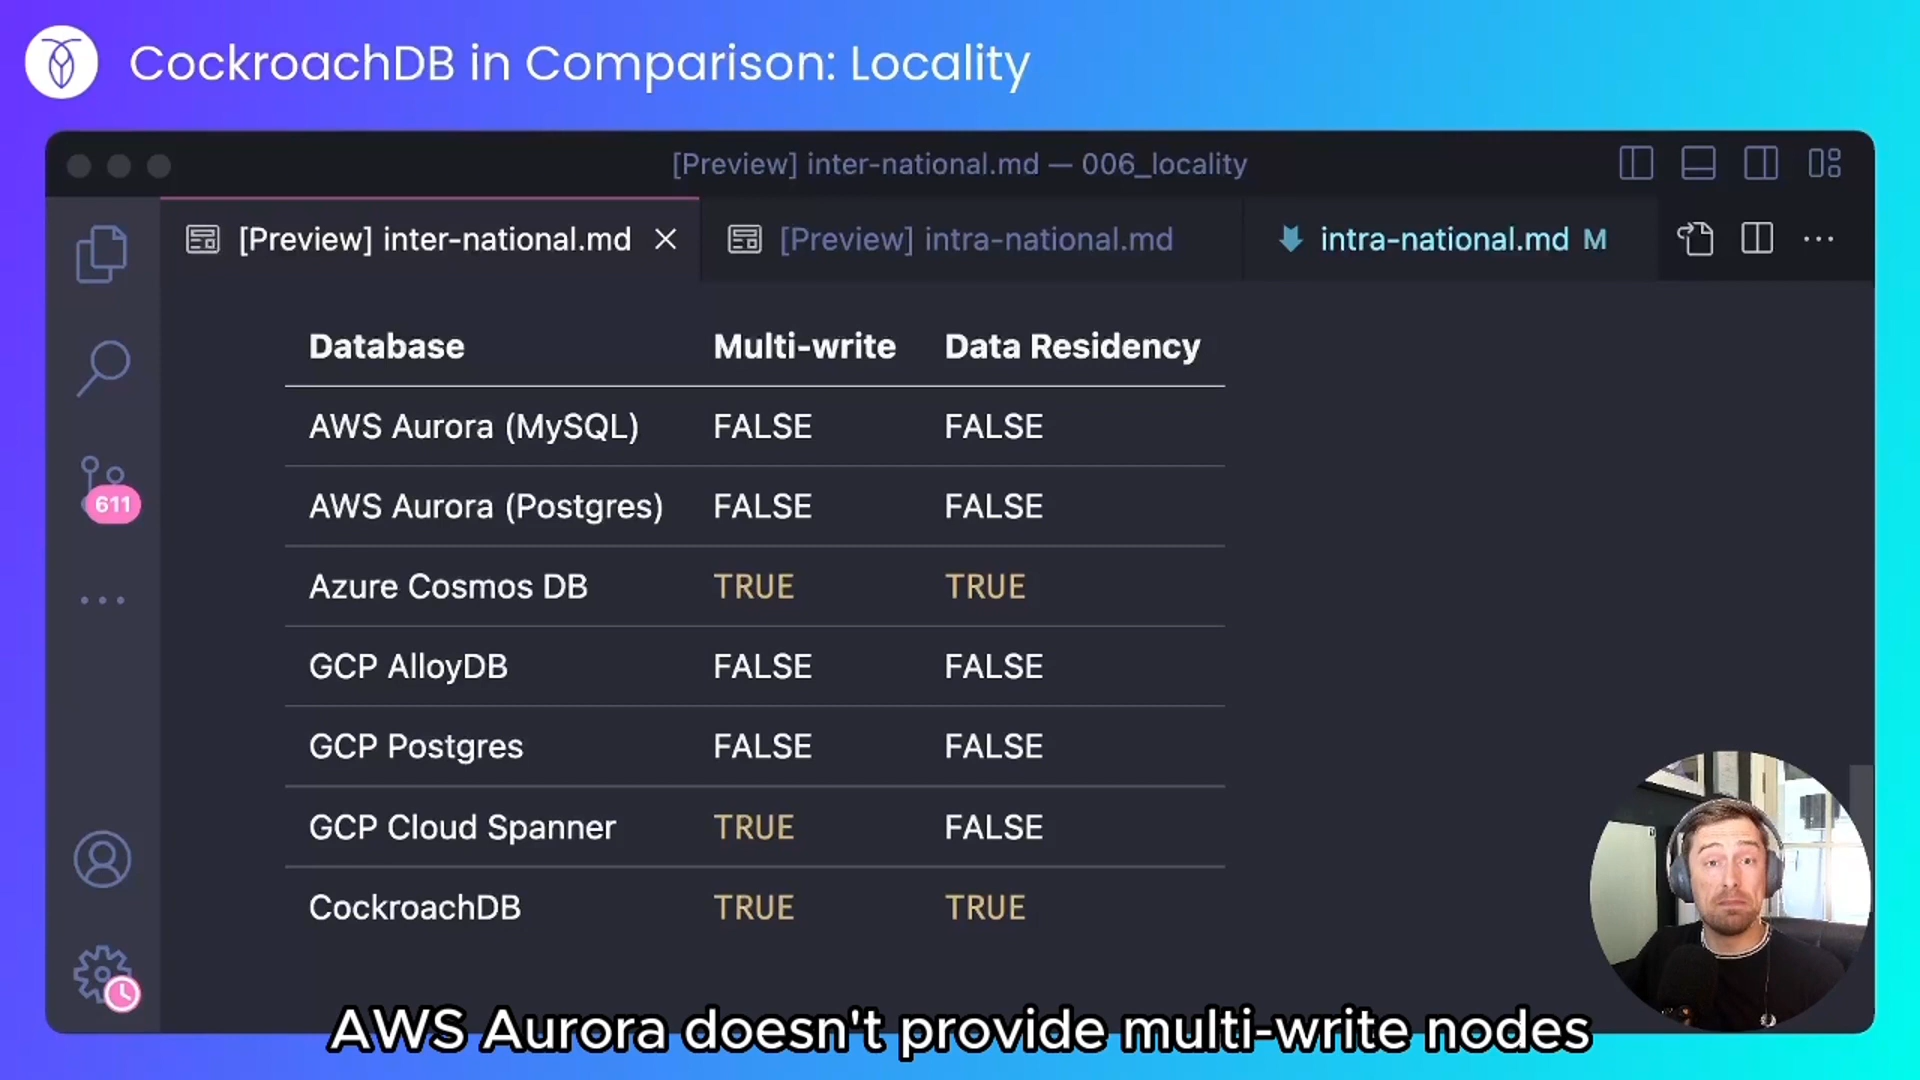 CockroachDB in Comparison: Locality
[Preview] inter-national.md — 006_locality
[Preview] inter-national.md
[Preview] intra-national.md
intra-national.md M
Database Multi-write Data Residency
AWS Aurora (MySQL) FALSE FALSE
AWS Aurora (Postgres) FALSE FALSE
611
Azure Cosmos DB TRUE TRUE
GCP AlloyDB FALSE FALSE
GCP Postgres FALSE FALSE
GCP Cloud Spanner TRUE FALSE
CockroachDB TRUE TRUE
AWS Aurora doesn't provide multi-write nodes